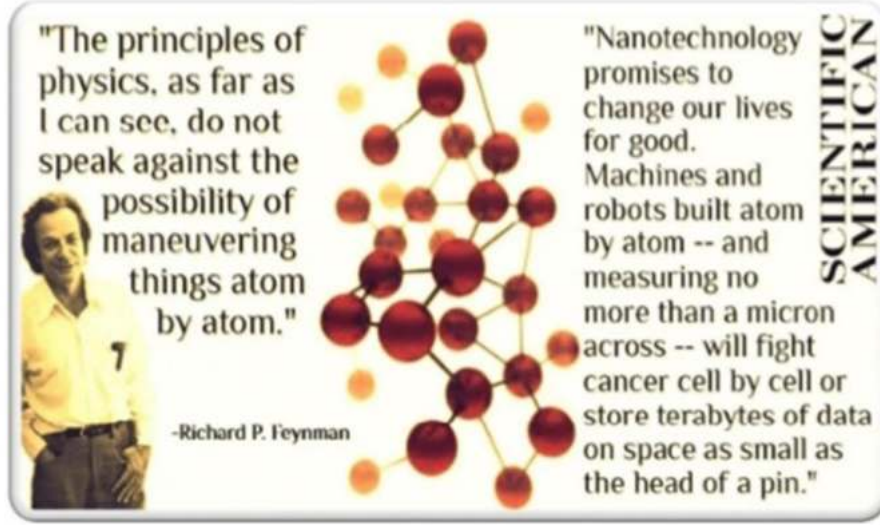 "The principles of
physics, as far as
I can see, do not
speak against the
possibility of
maneuvering
things atom
by atom."
-Richard P. Feynman
"Nanotechnology
promises to
change our lives
for good.
Machines and
robots built atom
by atom -- and
measuring no
more than a micron
across -- will fight
cancer cell by cell or
store terabytes of data
on space as small as
the head of a pin."
SCIENTIFIC
AMERICAN